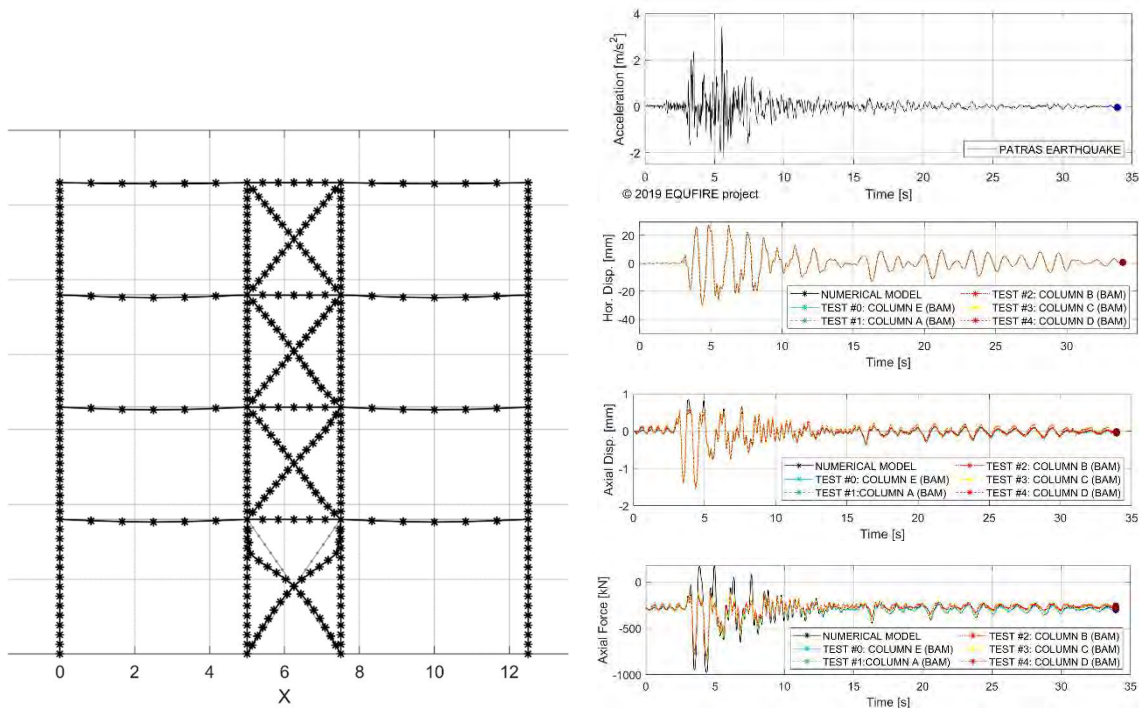 0 2 4 6 8 10 12
X
4
2
0
-2
Acceleration [m/s²]
PATRAS EARTHQUAKE
0 5 10 15 20 25 30 35
© 2019 EQUFIRE project
Time [s]
20
0
-20
-40
Hor. Disp. [mm]
NUMERICAL MODEL
TEST #0: COLUMN E (BAM)
TEST #1: COLUMN A (BAM)
TEST #2: COLUMN B (BAM)
TEST #3: COLUMN C (BAM)
TEST #4: COLUMN D (BAM)
0 5 10 15 20 25 30
Time [s]
1
0
-1
-2
Axial Disp. [mm]
NUMERICAL MODEL
TEST #0: COLUMN E (BAM)
TEST #1:COLUMN A (BAM)
TEST #2: COLUMN B (BAM)
TEST #3: COLUMN C (BAM)
TEST #4: COLUMN D (BAM)
0 5 10 15 20 25 30 35
Time [s]
0
-500
-1000
Axial Force [kN]
NUMERICAL MODEL
TEST #0: COLUMN E (BAM)
TEST #1:COLUMN A (BAM)
TEST #2: COLUMN B (BAM)
TEST #3: COLUMN C (BAM)
TEST #4: COLUMN D (BAM)
0 5 10 15 20 25 30 35
Time [s]